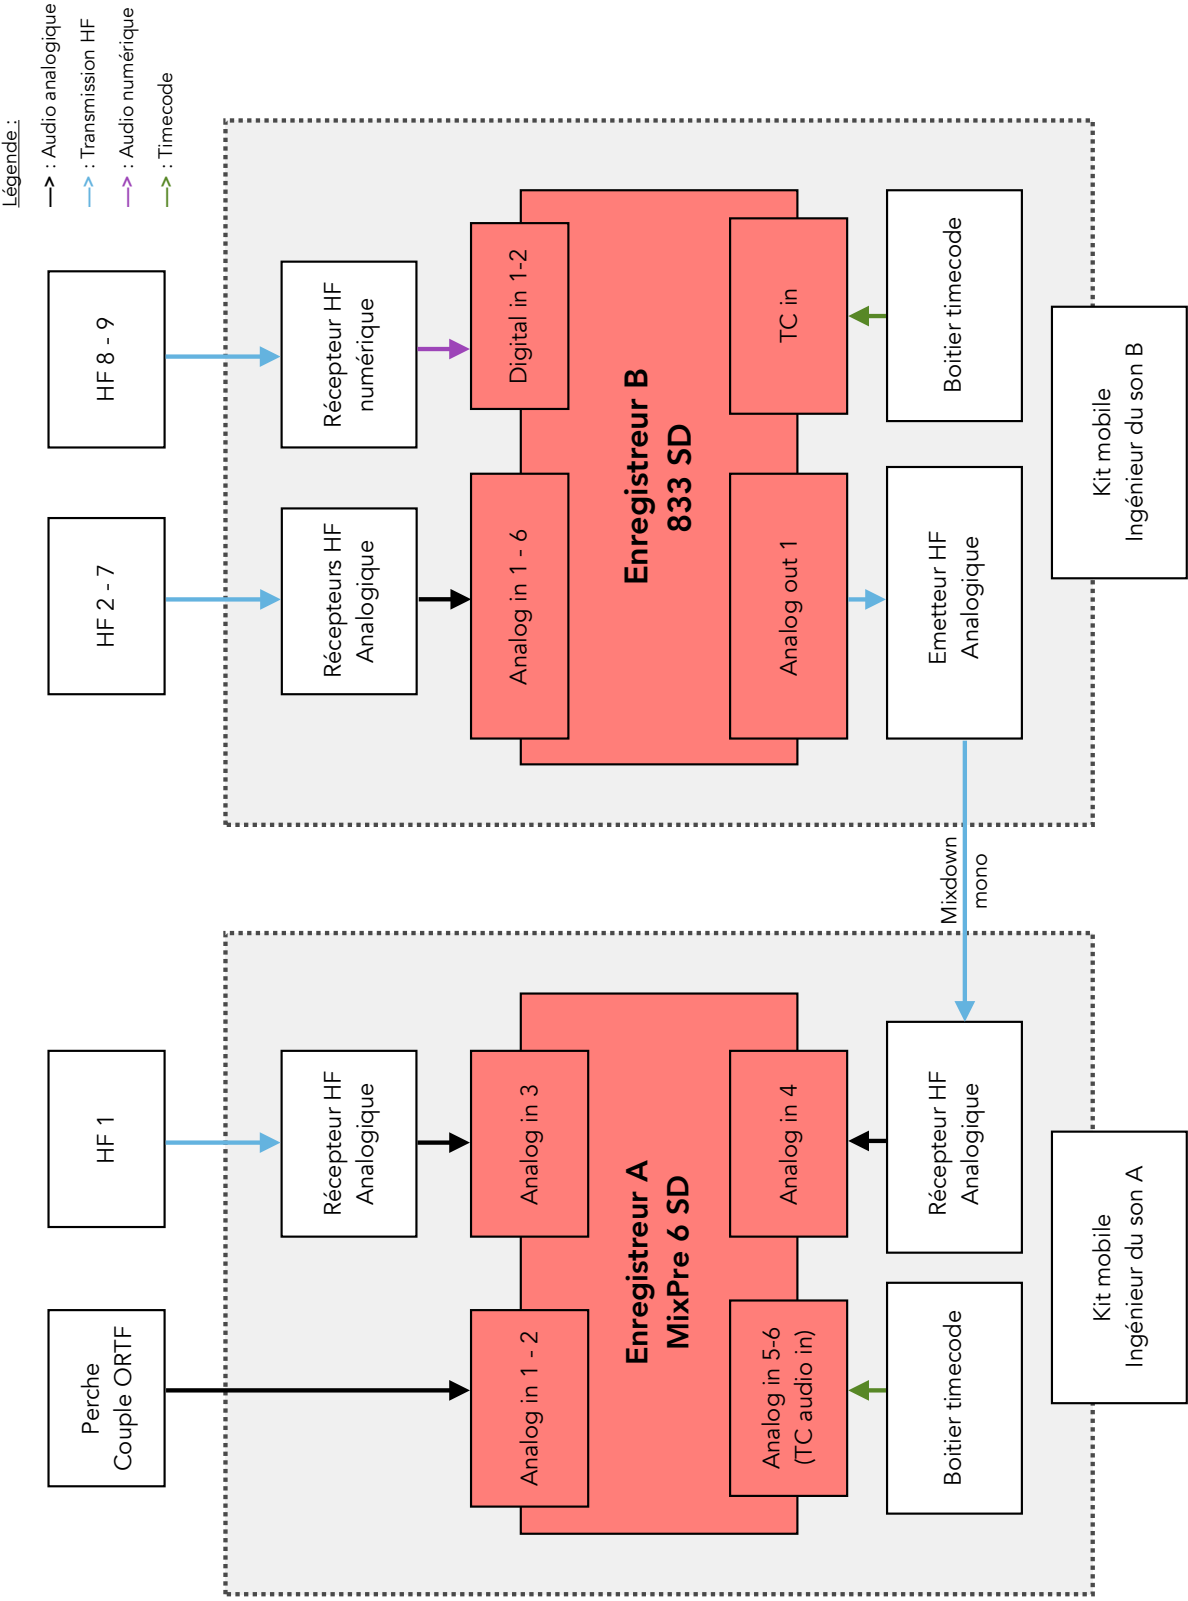 Légende :
: Audio analogique
: Transmission HF
: Audio numérique
: Timecode
Perche
Couple ORTF
HF 1
HF 2 - 7
HF 8 - 9
Récepteur HF
Analogique
Récepteurs HF
Analogique
Récepteur HF
numérique
Analog in 1 - 2
Analog in 3
Analog in 1 - 6
Digital in 1-2
Enregistreur A
MixPre 6 SD
Enregistreur B
833 SD
Analog in 5-6
(TC audio in)
Analog in 4
Analog out 1
TC in
Boitier timecode
Récepteur HF
Analogique
Mixdown
mono
Emetteur HF
Analogique
Boitier timecode
Kit mobile
Ingénieur du son A
Kit mobile
Ingénieur du son B